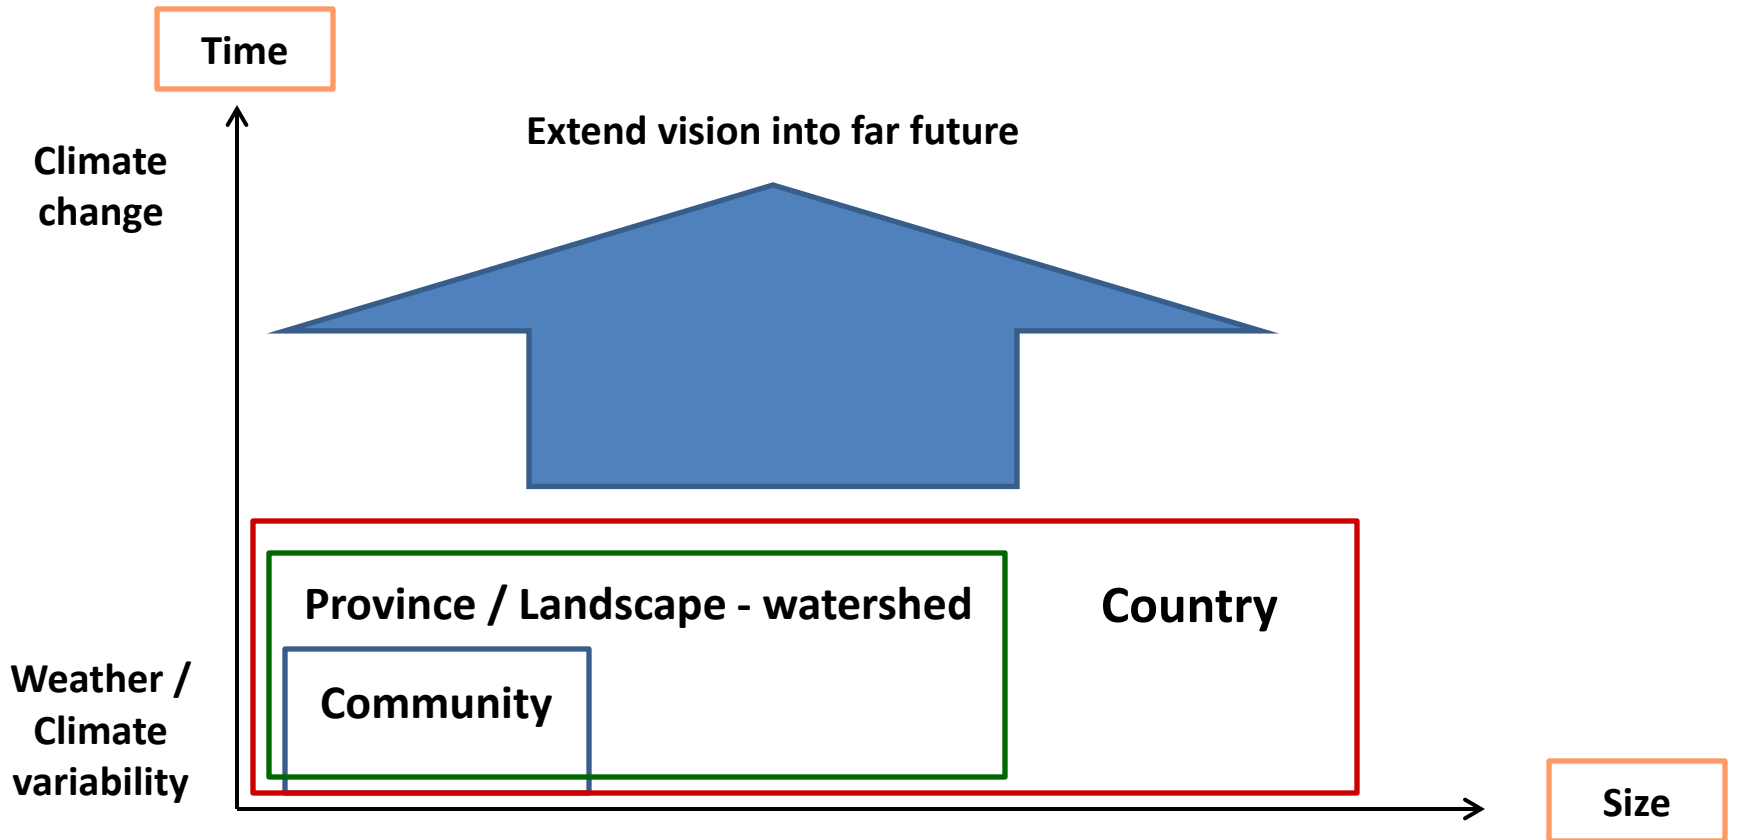 Time
Extend vision into far future
Climate
change
Province / Landscape - watershed
Country
Weather /
Climate
variability
Community
Size